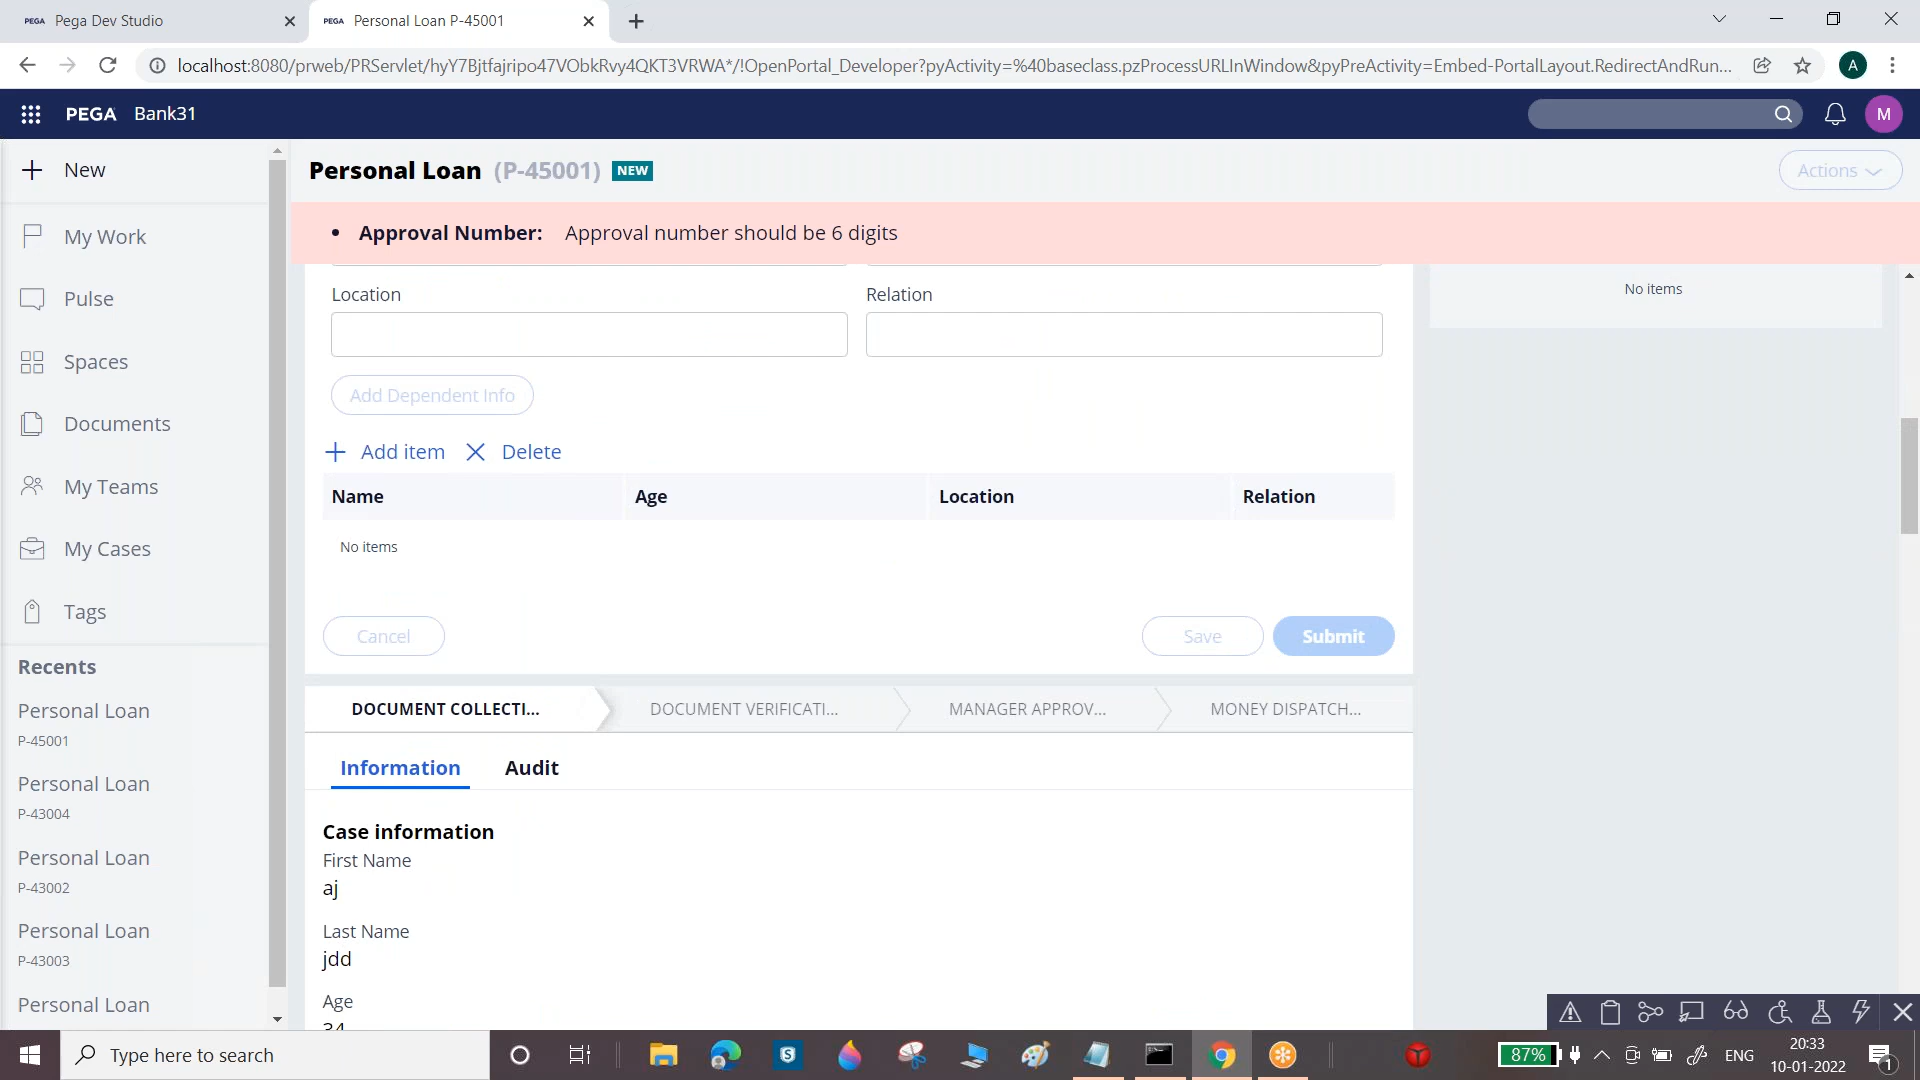 PEGA Pega Dev Studio
PEGA Personal Loan P-45001
localhost:8080/prweb/PRServlet/hyY7Bjtfajripo47VObkRvy4QKT3VRWA*/!OpenPortal_Developer?pyActivity=%40baseclass.pzProcessURLInWindow&pyPreActivity=Embed-PortalLayout.RedirectAndRun...
A
PEGA Bank31
M
New
My Work
Pulse
Spaces
Documents
My Teams
My Cases
Tags
Recents
Personal Loan
P-45001
Personal Loan
P-43004
Personal Loan
P-43002
Personal Loan
P-43003
Personal Loan
Personal Loan (P-45001) NEW
Actions
• Approval Number: Approval number should be 6 digits
Location
Relation
Add Dependent Info
Add item
Delete
Name Age Location Relation
No items
Cancel
Save
Submit
DOCUMENT COLLECTI...
DOCUMENT VERIFICATI...
MANAGER APPROV...
MONEY DISPATCH...
Information
Audit
Case information
First Name
aj
Last Name
jdd
Age
34
No items
Type here to search
S
87%
ENG
20:33
10-01-2022
1